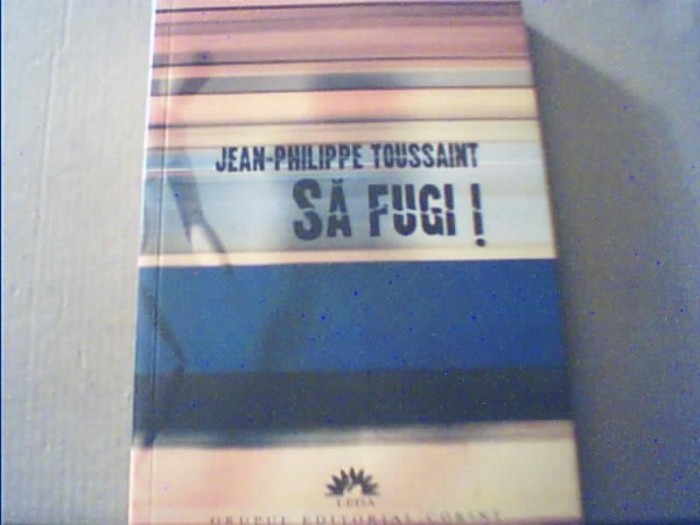 JEAN-PHILIPPE TOUSSAINT
SĂ FUGI !
LEDA
GRUPUL EDITORIAL CORINT